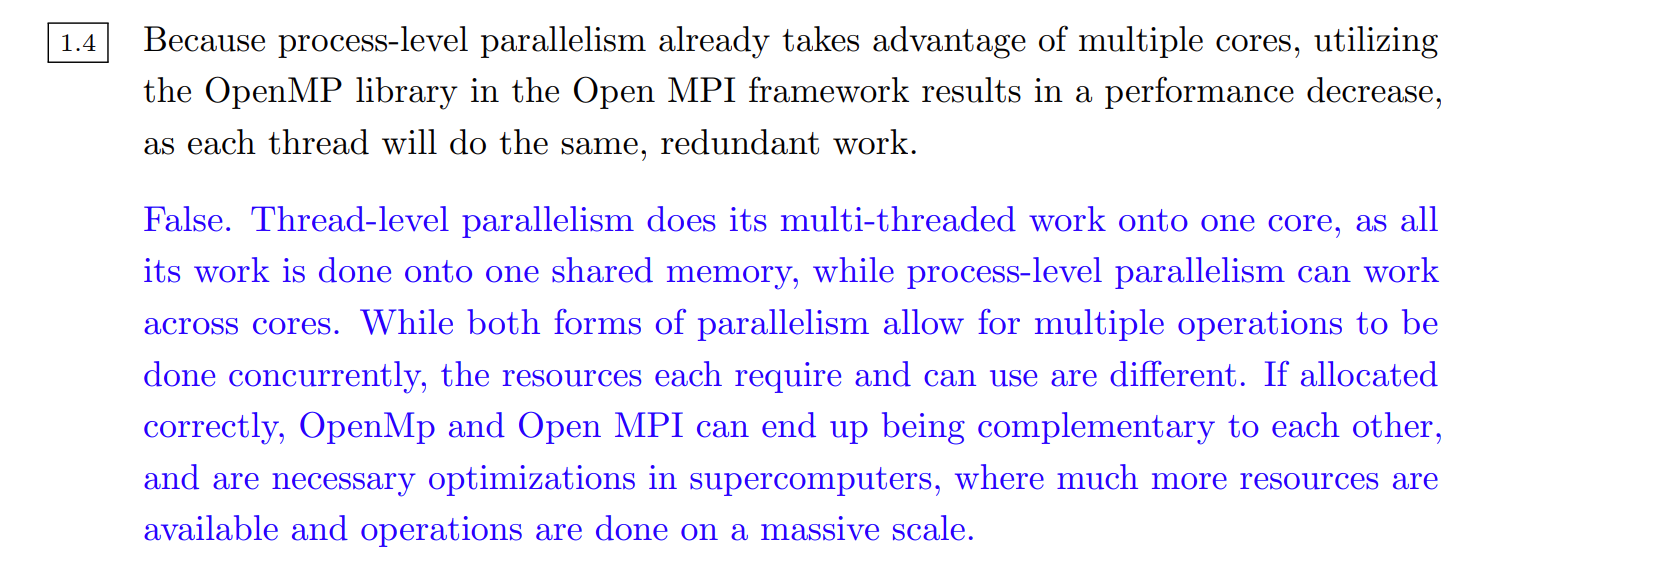 1.4 Because process-level parallelism already takes advantage of multiple cores, utilizing
the OpenMP library in the Open MPI framework results in a performance decrease,
as each thread will do the same, redundant work.
False. Thread-level parallelism does its multi-threaded work onto one core, as all
its work is done onto one shared memory, while process-level parallelism can work
across cores. While both forms of parallelism allow for multiple operations to be
done concurrently, the resources each require and can use are different. If allocated
correctly, OpenMp and Open MPI can end up being complementary to each other,
and are necessary optimizations in supercomputers, where much more resources are
available and operations are done on a massive scale.